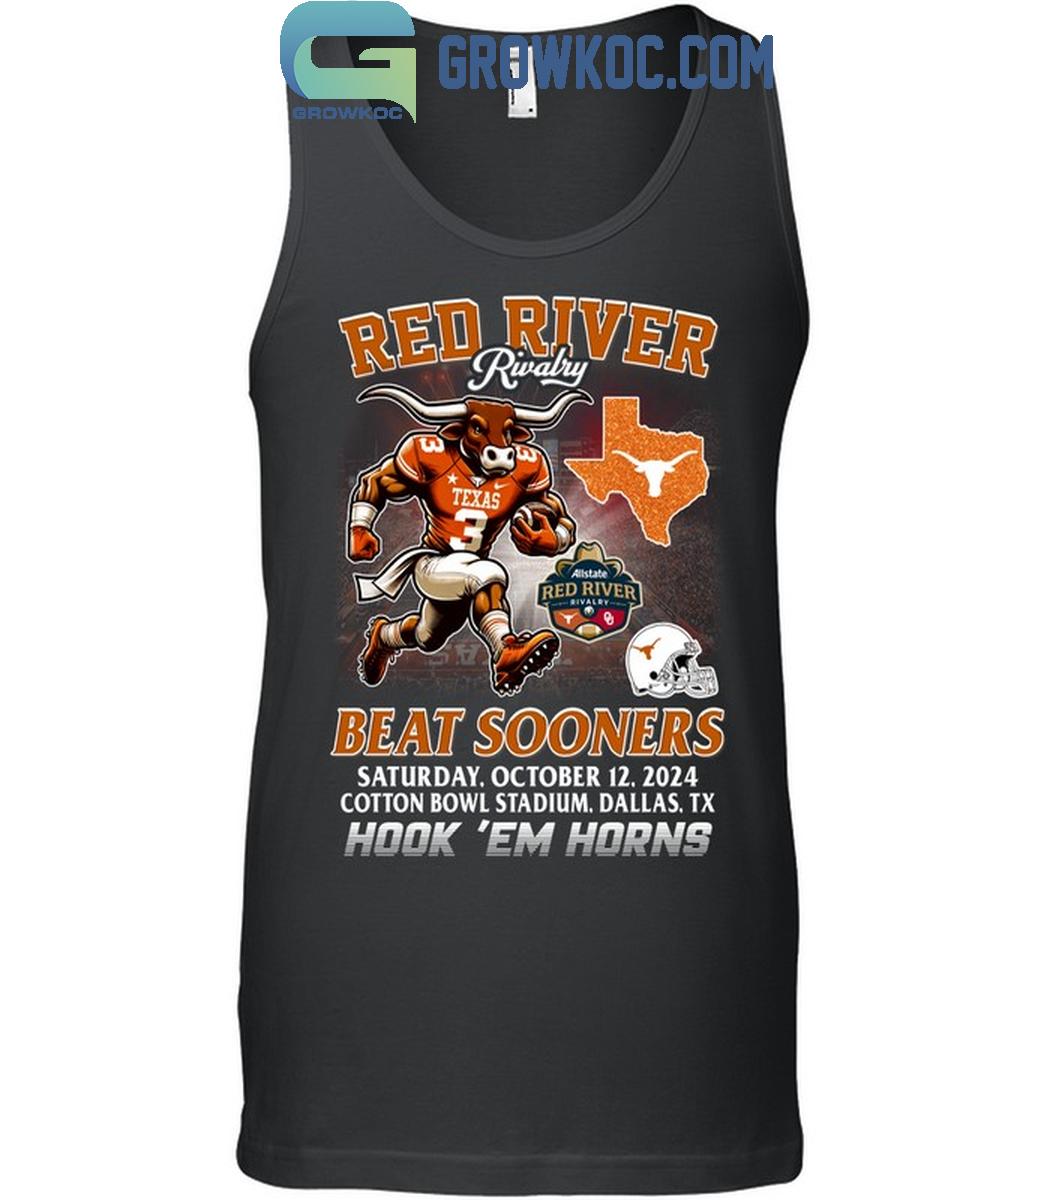 GROWKOC.COM
GROWKOC
RED RIVER
Rivalry
3
3
TEXAS
3
Allstate
RED RIVER
RIVALRY
OU
BEAT SOONERS
SATURDAY, OCTOBER 12, 2024
COTTON BOWL STADIUM, DALLAS, TX
HOOK 'EM HORNS